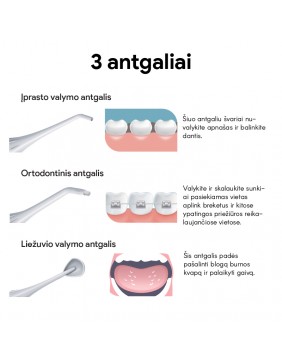 3 antgaliai
Įprasto valymo antgalis
Šiuo antgaliu švariai nu-
valykite apnašas ir balinkite
dantis.
Ortodontinis antgalis
Valykite ir skalaukite sunki-
ai pasiekiamas vietas
aplink breketus ir kitose
ypatingos priežiūros reika-
laujančiose vietose.
Liežuvio valymo antgalis
Šis antgalis padės
pašalinti blogą burnos
kvapą ir palaikyti gaivą.